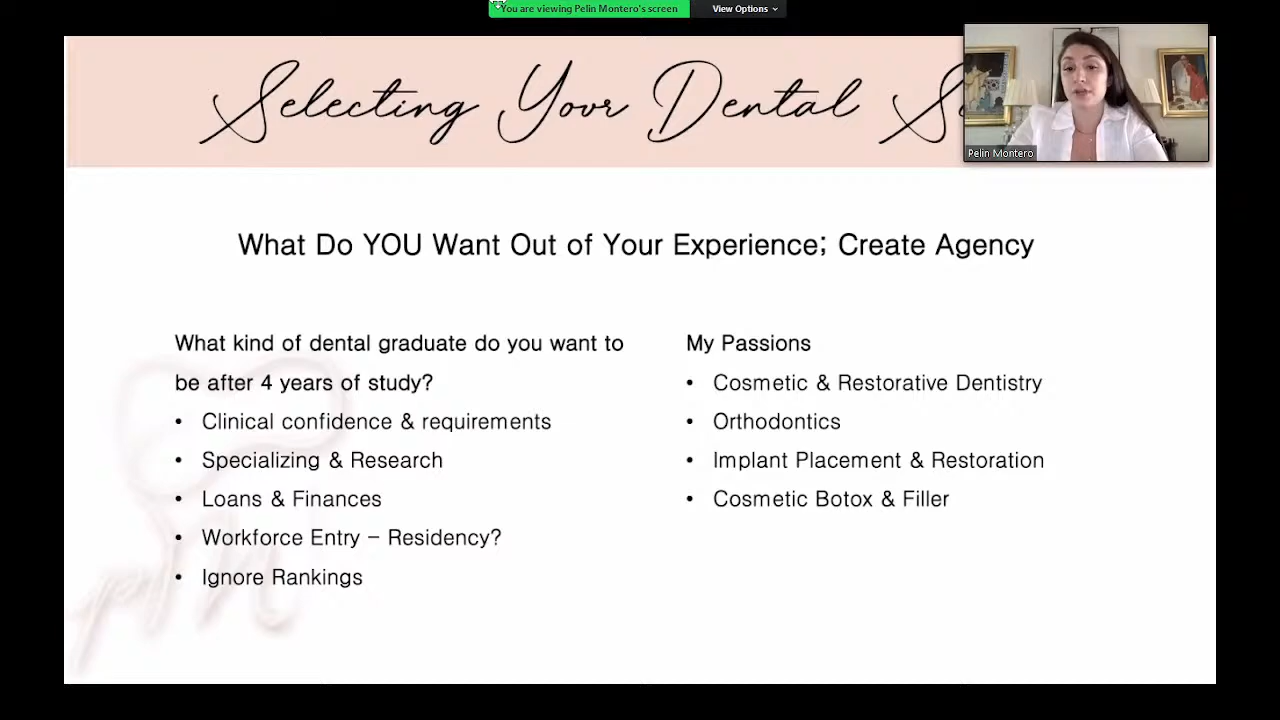 You are viewing Pelin Montero's screen
View Options
Selecting Your Dental
Pelin Montero
What Do YOU Want Out of Your Experience; Create Agency
What kind of dental graduate do you want to
be after 4 years of study?
• Clinical confidence & requirements
• Specializing & Research
• Loans & Finances
• Workforce Entry – Residency?
• Ignore Rankings
My Passions
• Cosmetic & Restorative Dentistry
• Orthodontics
• Implant Placement & Restoration
• Cosmetic Botox & Filler